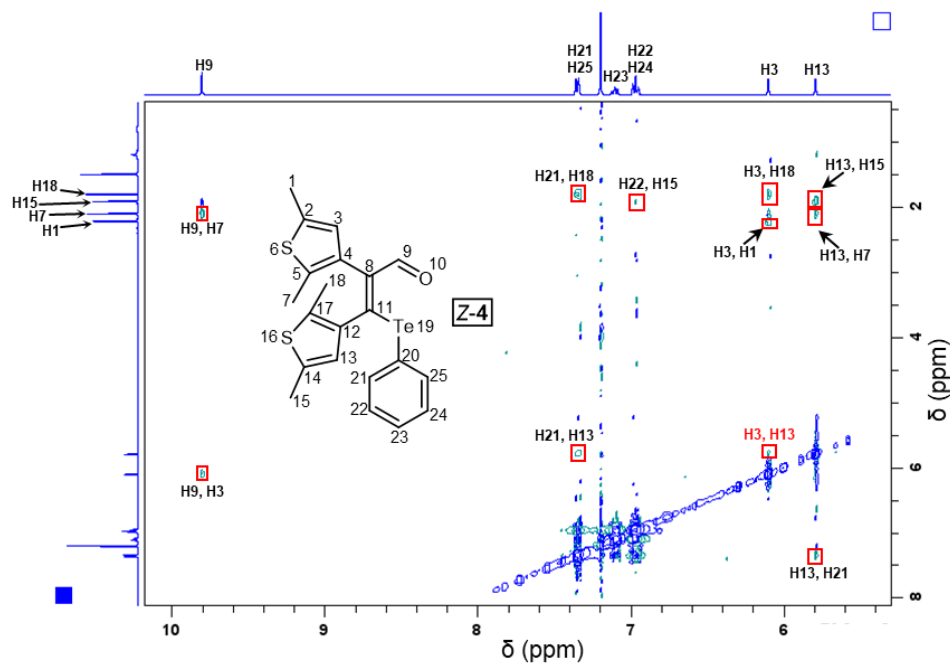 H21
H22
H9
H25
H23
H24
H3
H13
H18
H15
H7
H1
H9, H7
H21, H18
H22, H15
H3, H18
H13, H15
H3, H1
H13, H7
1
2
3
S
6
4
5
7
8
9
O
10
18
11
17
S
16
12
13
14
15
Te
19
20
21
25
22
24
23
Z-4
H21, H13
H3, H13
H9, H3
H13, H21
2
4
6
8
δ (ppm)
10
9
8
7
6
δ (ppm)